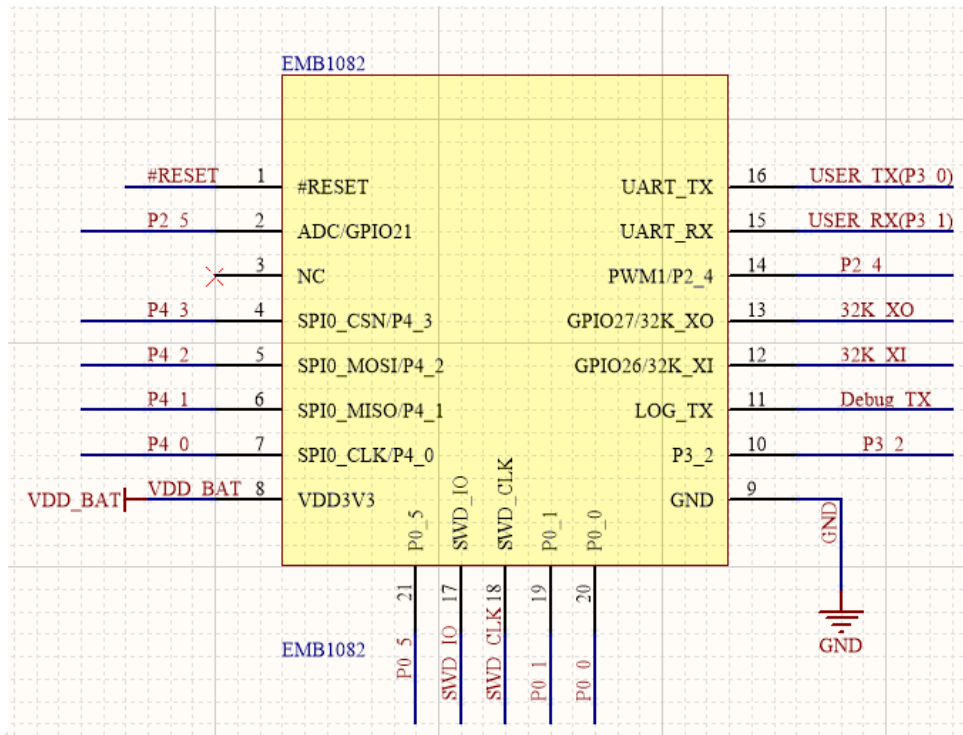 EMB1082
#RESET 1 #RESET UART_TX 16 USER_TX(P3_0)
P2_5 2 ADC/GPIO21 UART_RX 15 USER_RX(P3_1)
3 NC PWM1/P2_4 14 P2_4
P4_3 4 SPI0_CSN/P4_3 GPIO27/32K_XO 13 32K_XO
P4_2 5 SPI0_MOSI/P4_2 GPIO26/32K_XI 12 32K_XI
P4_1 6 SPI0_MISO/P4_1 LOG_TX 11 Debug_TX
P4_0 7 SPI0_CLK/P4_0 P3_2 10 P3_2
VDD_BAT VDD_BAT 8 VDD3V3 GND 9
P0_5 SWD_IO SWD_CLK P0_1 P0_0
GND
21 17 18 19 20
P0_5 SWD_IO SWD_CLK P0_1 P0_0
GND
EMB1082